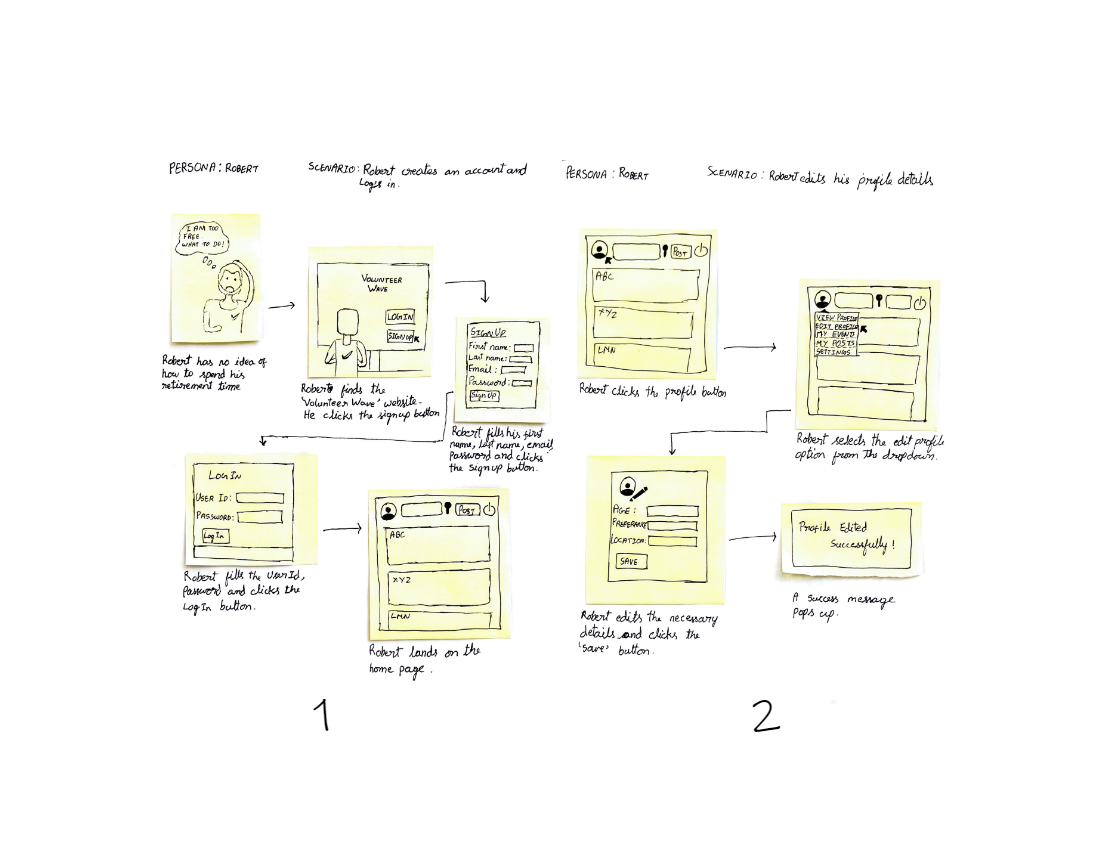 PERSONA: ROBERT
SCENARIO: Robert creates an account and
Logs in.
I AM TOO
FREE
WHAT TO DO!
Robert has no idea of
how to spend his
retirement time
VOLUNTEER
WAVE
LOGIN
SIGNUP
Robert finds the
'Volunteer Wave' website.
He clicks the signup button
SIGNUP
First name:
Last name:
Email:
Password:
Sign UP
Robert fills his first
name, last name, email,
Password and clicks
the signup button.
LOGIN
USER ID:
PASSWORD:
Log In
Robert fills the UserId,
Password and clicks the
LogIn button.
POST
ABC
XYZ
LMN
Robert lands on the
home page.
1
PERSONA: ROBERT
SCENARIO: Robert edits his profile details
POST
ABC
XYZ
LMN
Robert clicks the profile button
VIEW PROFILE
EDIT PROFILE
MY EVENT
MY POSTS
SETTINGS
Robert selects the edit profile
option from the dropdown.
AGE:
LOCATION:
SAVE
Robert edits the necessary
details and clicks the
'save' button.
Profile Edited
Successfully!
A success message
Pops up.
2